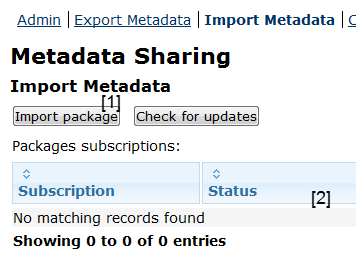 Admin | Export Metadata | Import Metadata | C
Metadata Sharing
Import Metadata
[1]
Import package Check for updates
Packages subscriptions:
Subscription Status [2]
No matching records found
Showing 0 to 0 of 0 entries